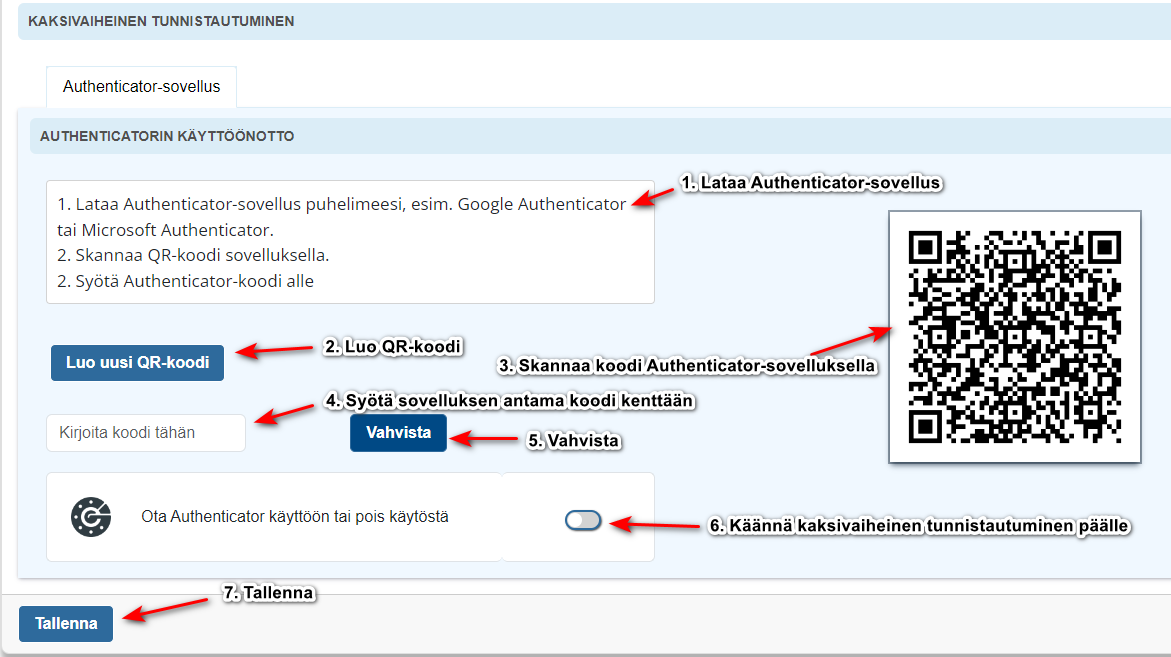 KAKSIVAIHEINEN TUNNISTAUTUMINEN
Authenticator-sovellus
AUTHENTICATORIN KÄYTTÖÖNOTTO
1. Lataa Authenticator-sovellus
1. Lataa Authenticator-sovellus puhelimeesi, esim. Google Authenticator
tai Microsoft Authenticator.
2. Skannaa QR-koodi sovelluksella.
2. Syötä Authenticator-koodi alle
2. Luo QR-koodi
Luo uusi QR-koodi
3. Skannaa koodi Authenticator-sovelluksella
4. Syötä sovelluksen antama koodi kenttään
Kirjoita koodi tähän
Vahvista
5. Vahvista
Ota Authenticator käyttöön tai pois käytöstä
6. Käännä kaksivaiheinen tunnistautuminen päälle
7. Tallenna
Tallenna